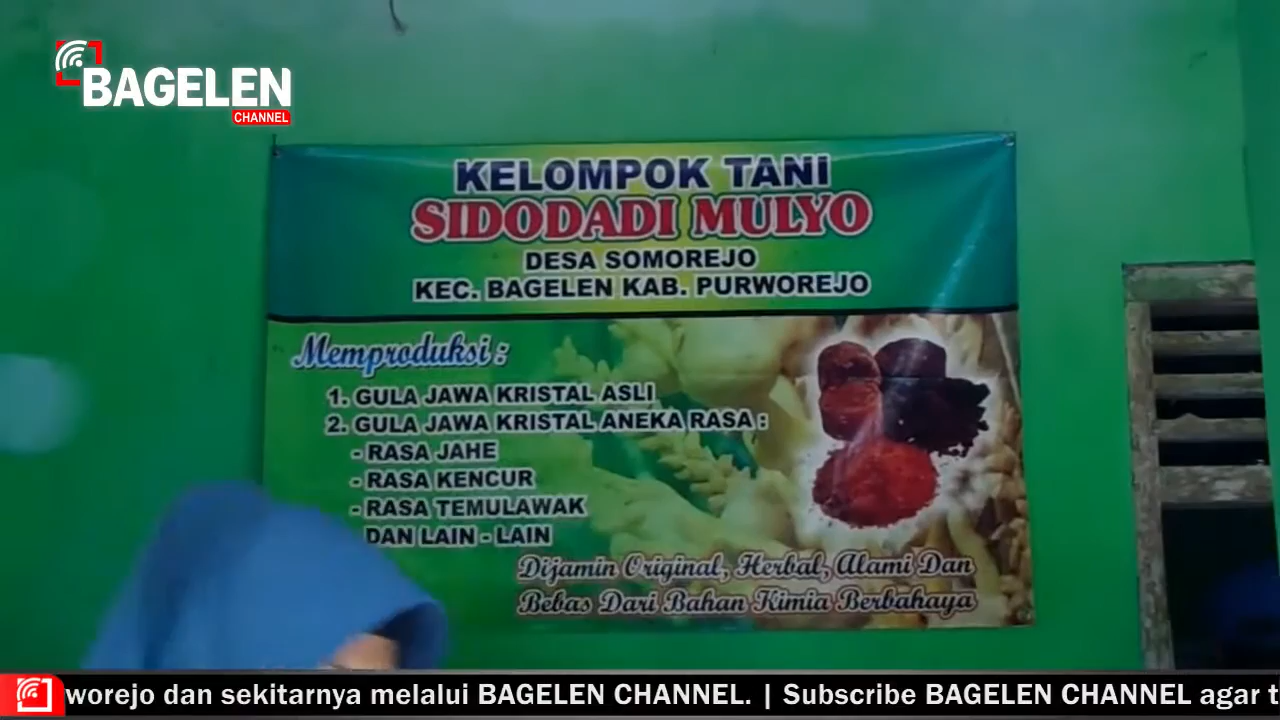 BAGELEN
CHANNEL
KELOMPOK TANI
SIDODADI MULYO
DESA SOMOREJO
KEC. BAGELEN KAB. PURWOREJO
Memproduksi :
1. GULA JAWA KRISTAL ASLI
2. GULA JAWA KRISTAL ANEKA RASA :
- RASA JAHE
- RASA KENCUR
- RASA TEMULAWAK
DAN LAIN - LAIN
Dijamin Original, Herbal, Alami Dan
Bebas Dari Bahan Kimia Berbahaya
worejo dan sekitarnya melalui BAGELEN CHANNEL. | Subscribe BAGELEN CHANNEL agar t